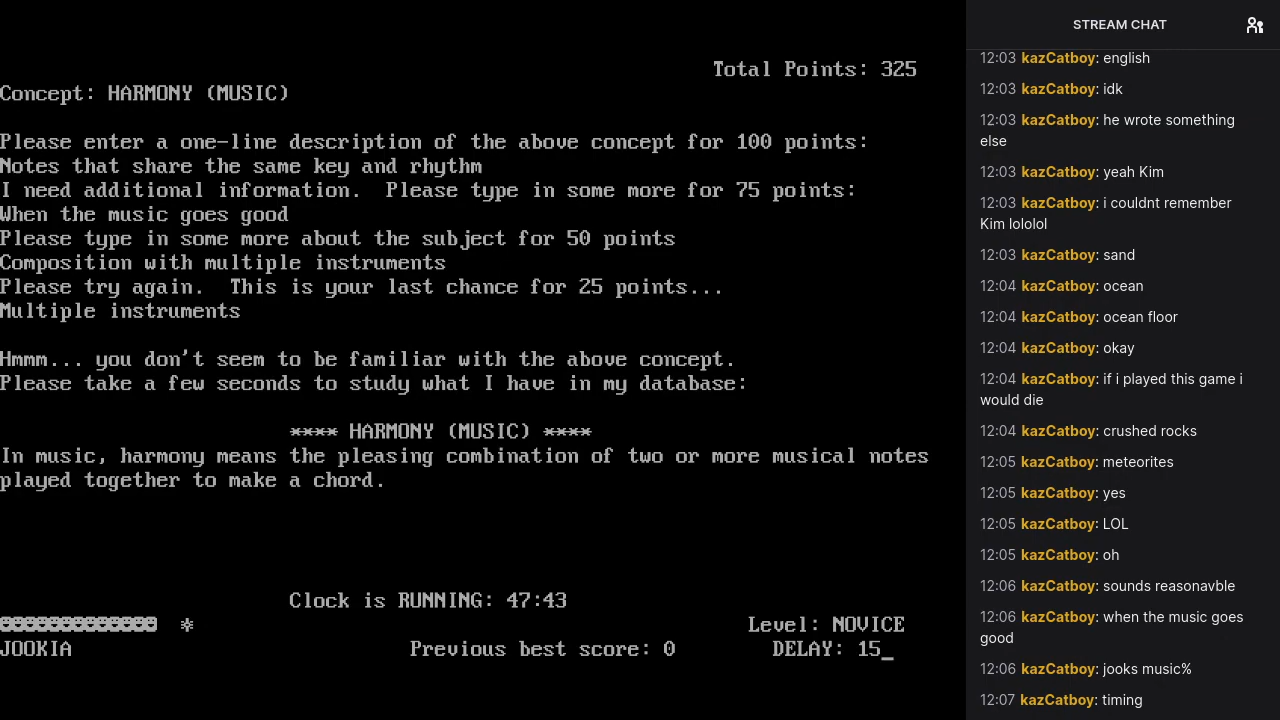 Total Points: 325
Concept: HARMONY (MUSIC)
Please enter a one-line description of the above concept for 100 points:
Notes that share the same key and rhythm
I need additional information.  Please type in some more for 75 points:
When the music goes good
Please type in some more about the subject for 50 points
Composition with multiple instruments
Please try again.  This is your last chance for 25 points...
Multiple instruments
Hmmm... you don't seem to be familiar with the above concept.
Please take a few seconds to study what I have in my database:
**** HARMONY (MUSIC) ****
In music, harmony means the pleasing combination of two or more musical notes
played together to make a chord.
Clock is RUNNING: 47:43
* Level: NOVICE
JOOKIA Previous best score: 0 DELAY: 15_
STREAM CHAT
12:03 kazCatboy: english
12:03 kazCatboy: idk
12:03 kazCatboy: he wrote something
else
12:03 kazCatboy: yeah Kim
12:03 kazCatboy: i couldnt remember
Kim lololol
12:03 kazCatboy: sand
12:04 kazCatboy: ocean
12:04 kazCatboy: ocean floor
12:04 kazCatboy: okay
12:04 kazCatboy: if i played this game i
would die
12:04 kazCatboy: crushed rocks
12:05 kazCatboy: meteorites
12:05 kazCatboy: yes
12:05 kazCatboy: LOL
12:05 kazCatboy: oh
12:06 kazCatboy: sounds reasonavble
12:06 kazCatboy: when the music goes
good
12:06 kazCatboy: jooks music%
12:07 kazCatboy: timing